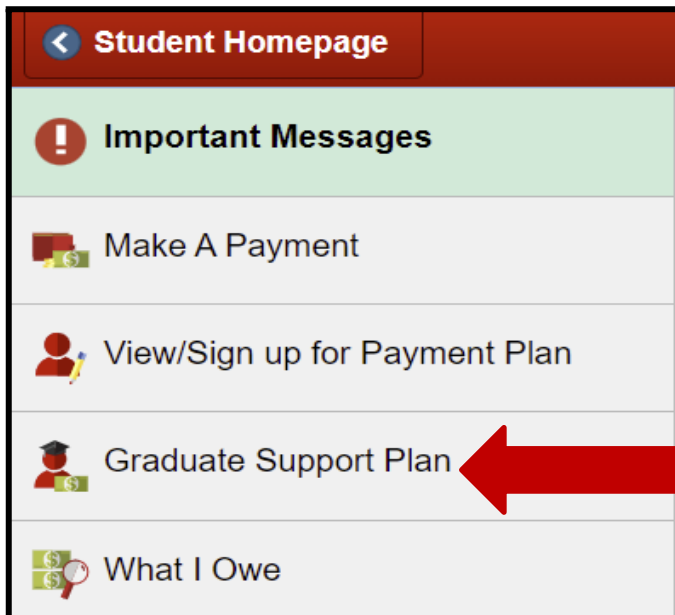 Student Homepage
Important Messages
Make A Payment
View/Sign up for Payment Plan
Graduate Support Plan
What I Owe